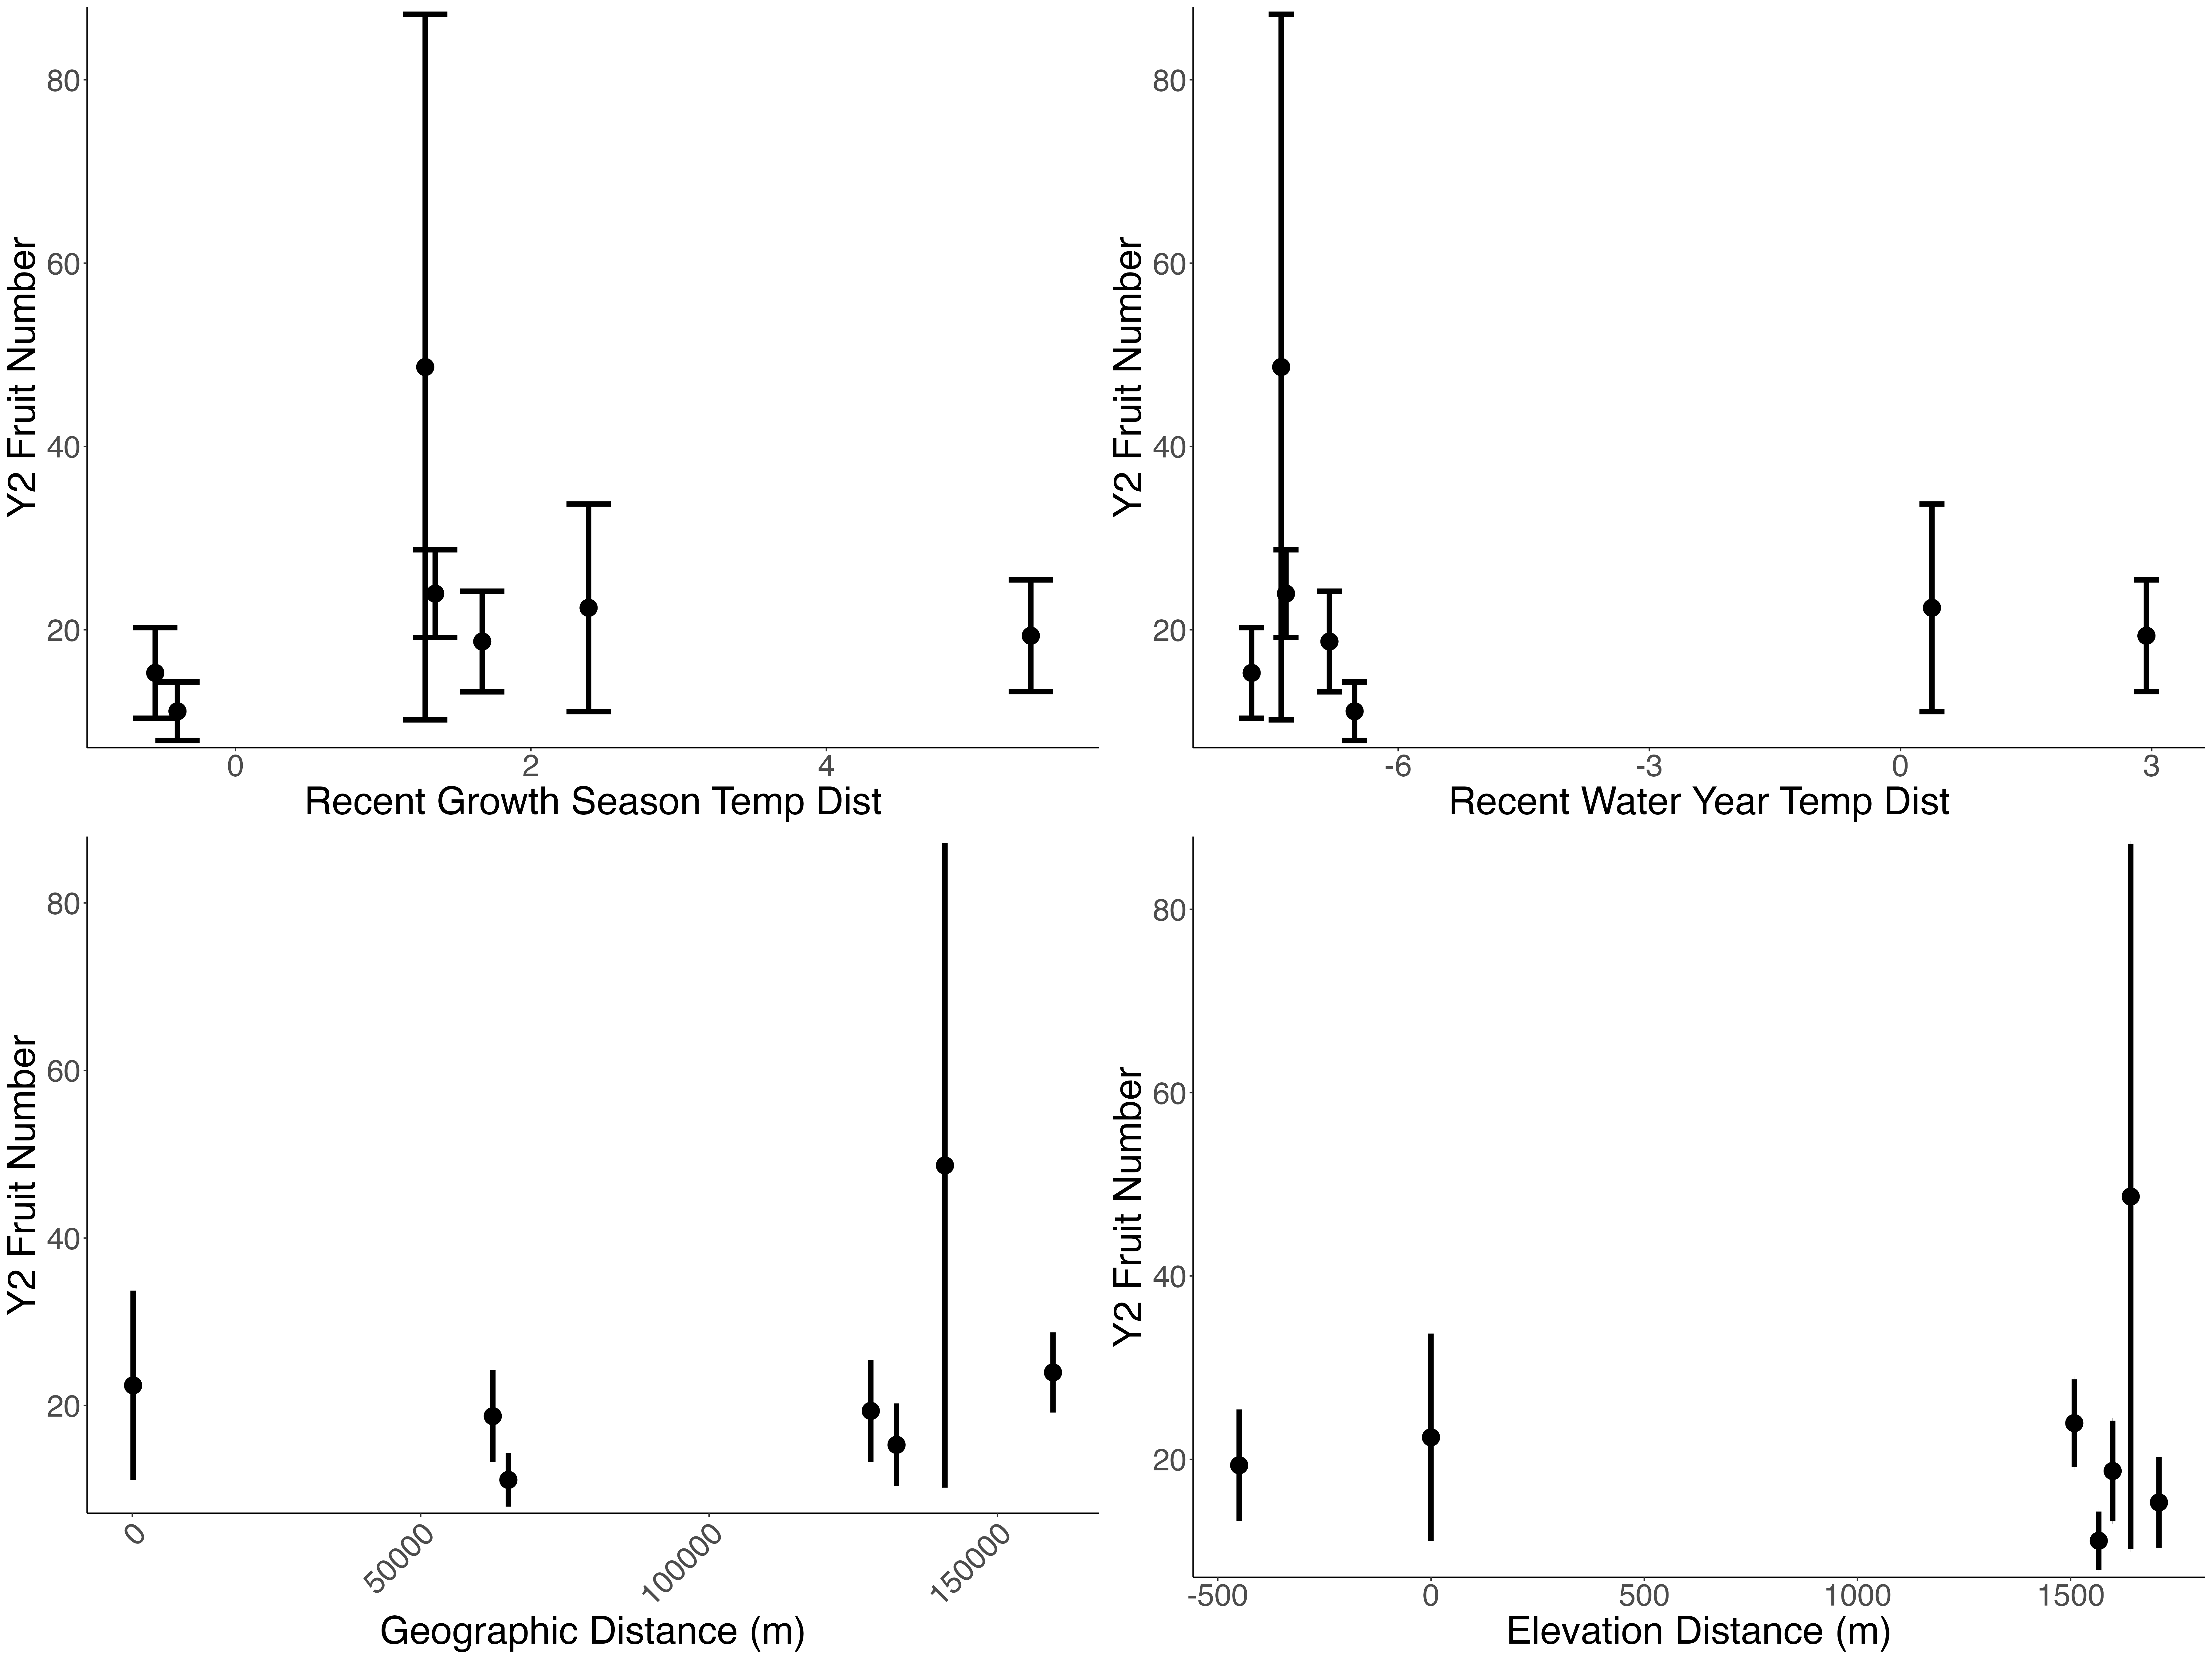 Y2 Fruit Number
80
60
40
20
0 2 4
Recent Growth Season Temp Dist
Y2 Fruit Number
80
60
40
20
-6 -3 0 3
Recent Water Year Temp Dist
Y2 Fruit Number
80
60
40
20
0 50000 100000 150000
Geographic Distance (m)
Y2 Fruit Number
80
60
40
20
-500 0 500 1000 1500
Elevation Distance (m)